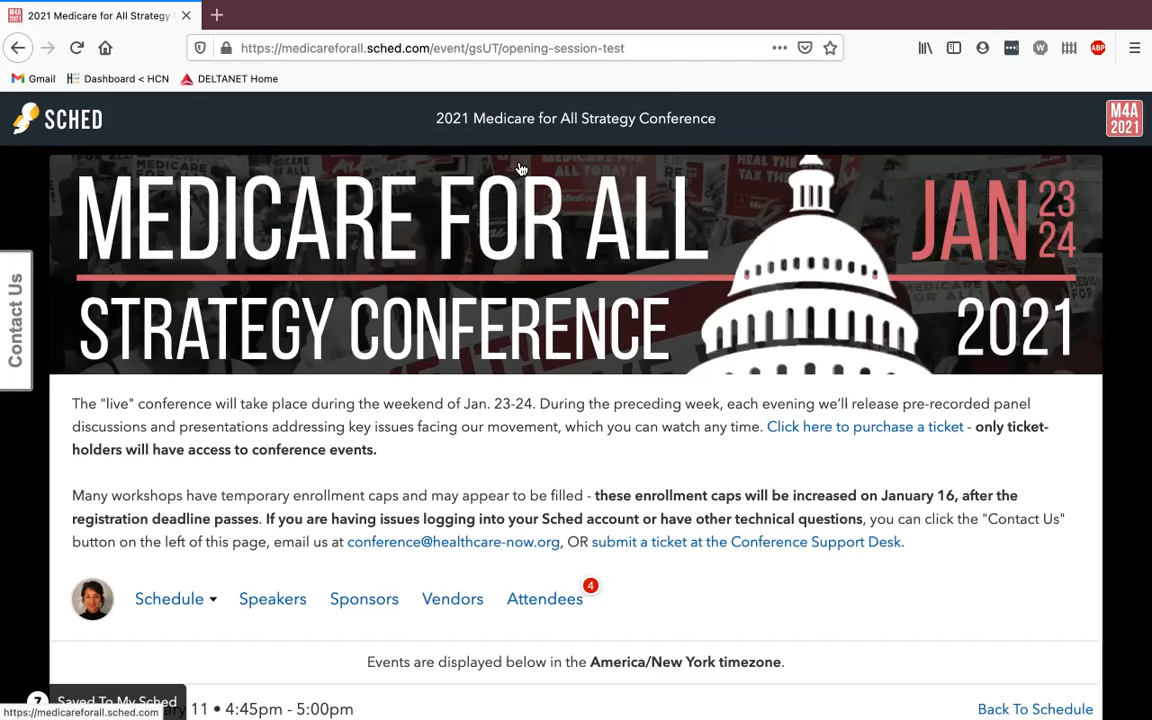 2021 Medicare for All Strategy
https://medicareforall.sched.com/event/gsUT/opening-session-test
ABP
Gmail
Dashboard < HCN
DELTANET Home
SCHED
2021 Medicare for All Strategy Conference
M4A
2021
MEDICARE FOR ALL
STRATEGY CONFERENCE
JAN 23
24
2021
Contact Us
The "live" conference will take place during the weekend of Jan. 23-24. During the preceding week, each evening we'll release pre-recorded panel
discussions and presentations addressing key issues facing our movement, which you can watch any time. Click here to purchase a ticket - only ticket-
holders will have access to conference events.
Many workshops have temporary enrollment caps and may appear to be filled - these enrollment caps will be increased on January 16, after the
registration deadline passes. If you are having issues logging into your Sched account or have other technical questions, you can click the "Contact Us"
button on the left of this page, email us at conference@healthcare-now.org, OR submit a ticket at the Conference Support Desk.
Schedule Speakers Sponsors Vendors Attendees 4
Events are displayed below in the America/New York timezone.
7 Saved To My Sched
11 • 4:45pm - 5:00pm
Back To Schedule
https://medicareforall.sched.com